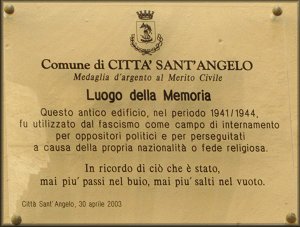 Comune di CITTA' SANT'ANGELO
Medaglia d'argento al Merito Civile
Luogo della Memoria
Questo antico edificio, nel periodo 1941/1944,
fu utilizzato dal fascismo come campo di internamento
per oppositori politici e per perseguitati
a causa della propria nazionalità o fede religiosa.
In ricordo di ciò che è stato,
mai piu' passi nel buio, mai piu' salti nel vuoto.
Città Sant'Angelo, 30 aprile 2003